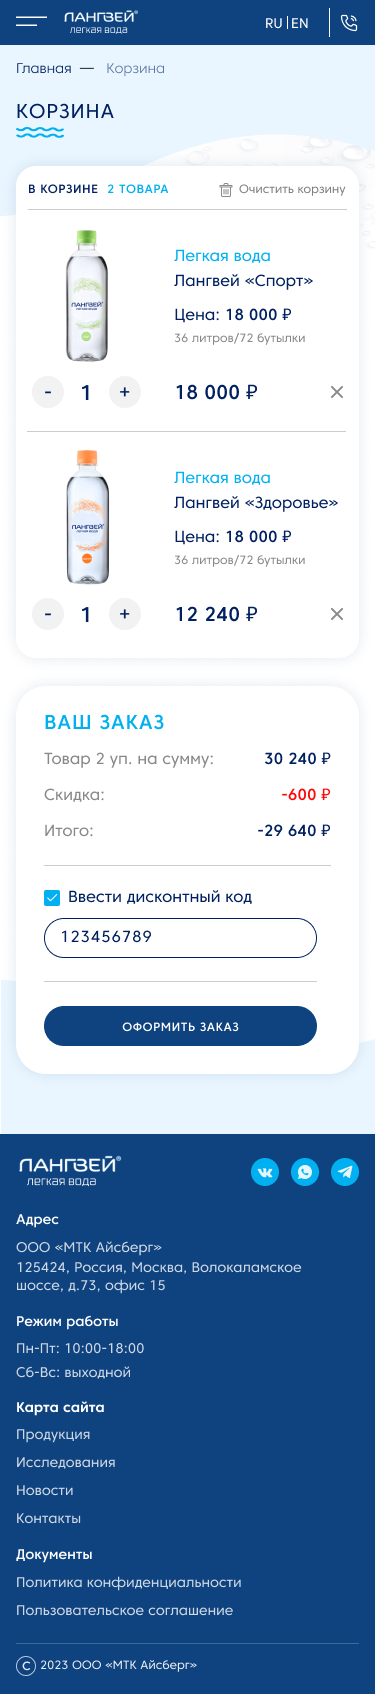 ЛАНГВЕЙ®
легкая вода
RU | EN
Главная — Корзина
КОРЗИНА
В КОРЗИНЕ 2 ТОВАРА
Очистить корзину
Легкая вода
Лангвей «Спорт»
ЛАНГВЕЙ
Цена: 18 000 ₽
36 литров/72 бутылки
- 1 +
18 000 ₽
Легкая вода
Лангвей «Здоровье»
ЛАНГВЕЙ
Цена: 18 000 ₽
36 литров/72 бутылки
- 1 +
12 240 ₽
ВАШ ЗАКАЗ
Товар 2 уп. на сумму: 30 240 ₽
Скидка: -600 ₽
Итого: -29 640 ₽
Ввести дисконтный код
123456789
ОФОРМИТЬ ЗАКАЗ
ЛАНГВЕЙ®
легкая вода
Адрес
ООО «МТК Айсберг»
125424, Россия, Москва, Волокаламское
шоссе, д.73, офис 15
Режим работы
Пн-Пт: 10:00-18:00
Сб-Вс: выходной
Карта сайта
Продукция
Исследования
Новости
Контакты
Документы
Политика конфиденциальности
Пользовательское соглашение
© 2023 ООО «МТК Айсберг»